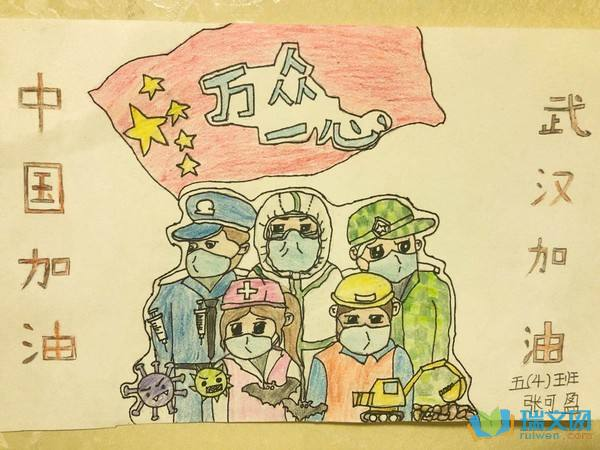 万众
一心
中国加油
武汉加油
五(4)班
张可盈
瑞文网
ruiwen.com